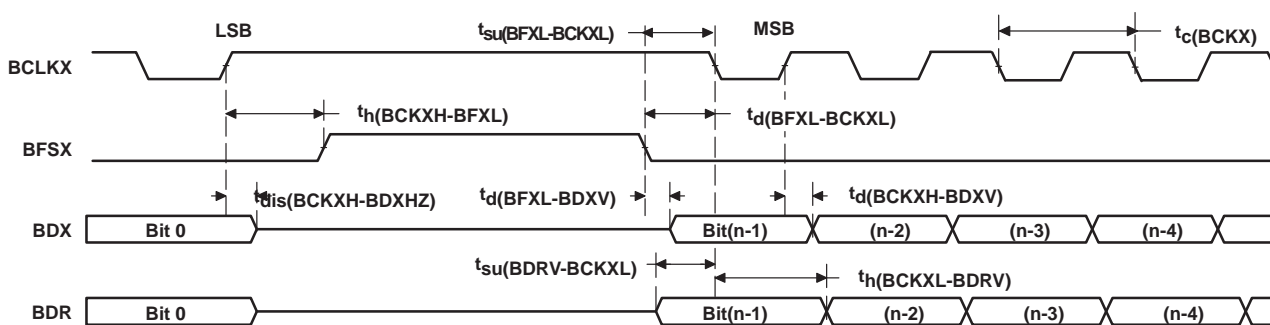 LSB
tsu(BFXL-BCKXL)
MSB
tc(BCKX)
BCLKX
th(BCKXH-BFXL)
td(BFXL-BCKXL)
BFSX
tdis(BCKXH-BDXHZ)
td(BFXL-BDXV)
td(BCKXH-BDXV)
BDX
Bit 0
Bit(n-1)
(n-2)
(n-3)
(n-4)
tsu(BDRV-BCKXL)
th(BCKXL-BDRV)
BDR
Bit 0
Bit(n-1)
(n-2)
(n-3)
(n-4)